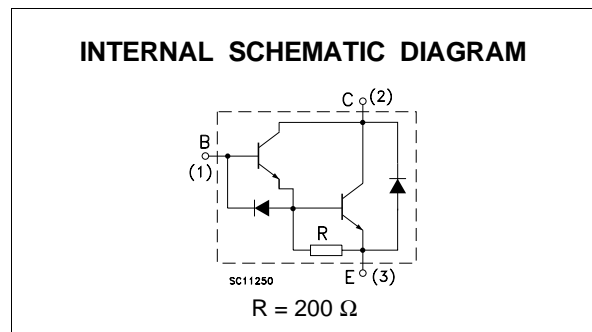 INTERNAL SCHEMATIC DIAGRAM
C (2)
B
(1)
R
SC11250
E (3)
R = 200 Ω